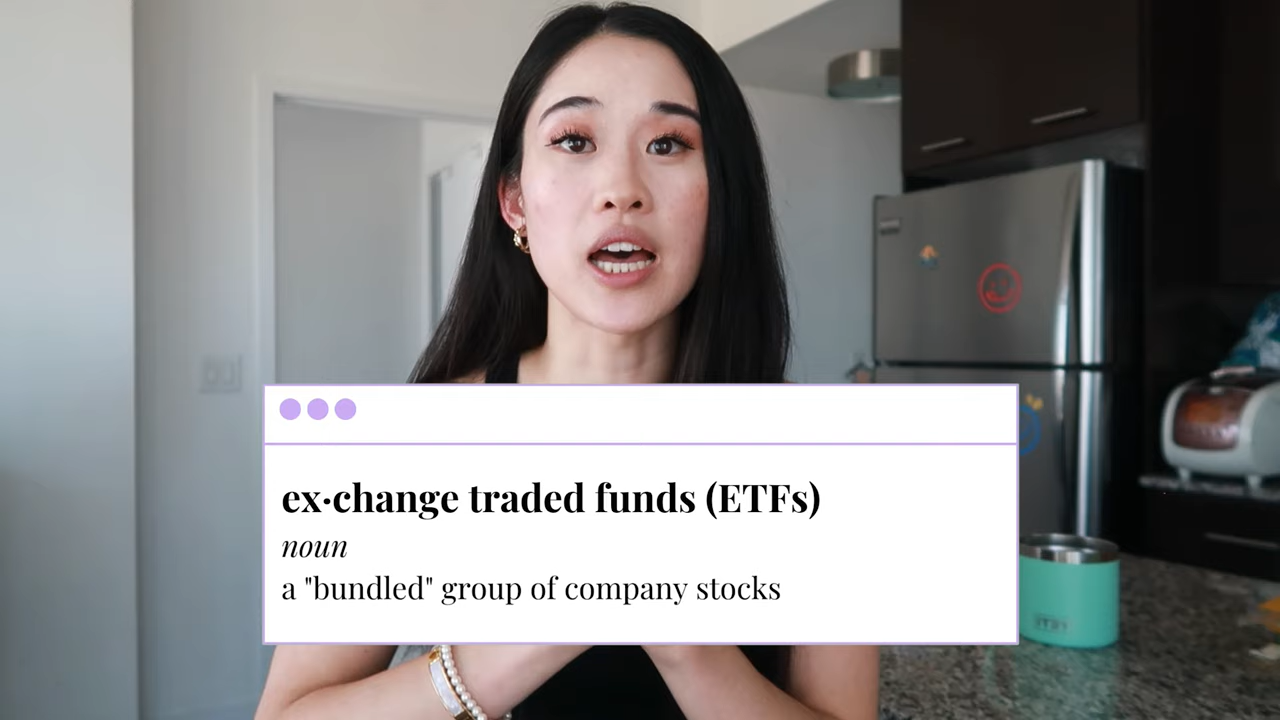 ex·change traded funds (ETFs)
noun
a "bundled" group of company stocks